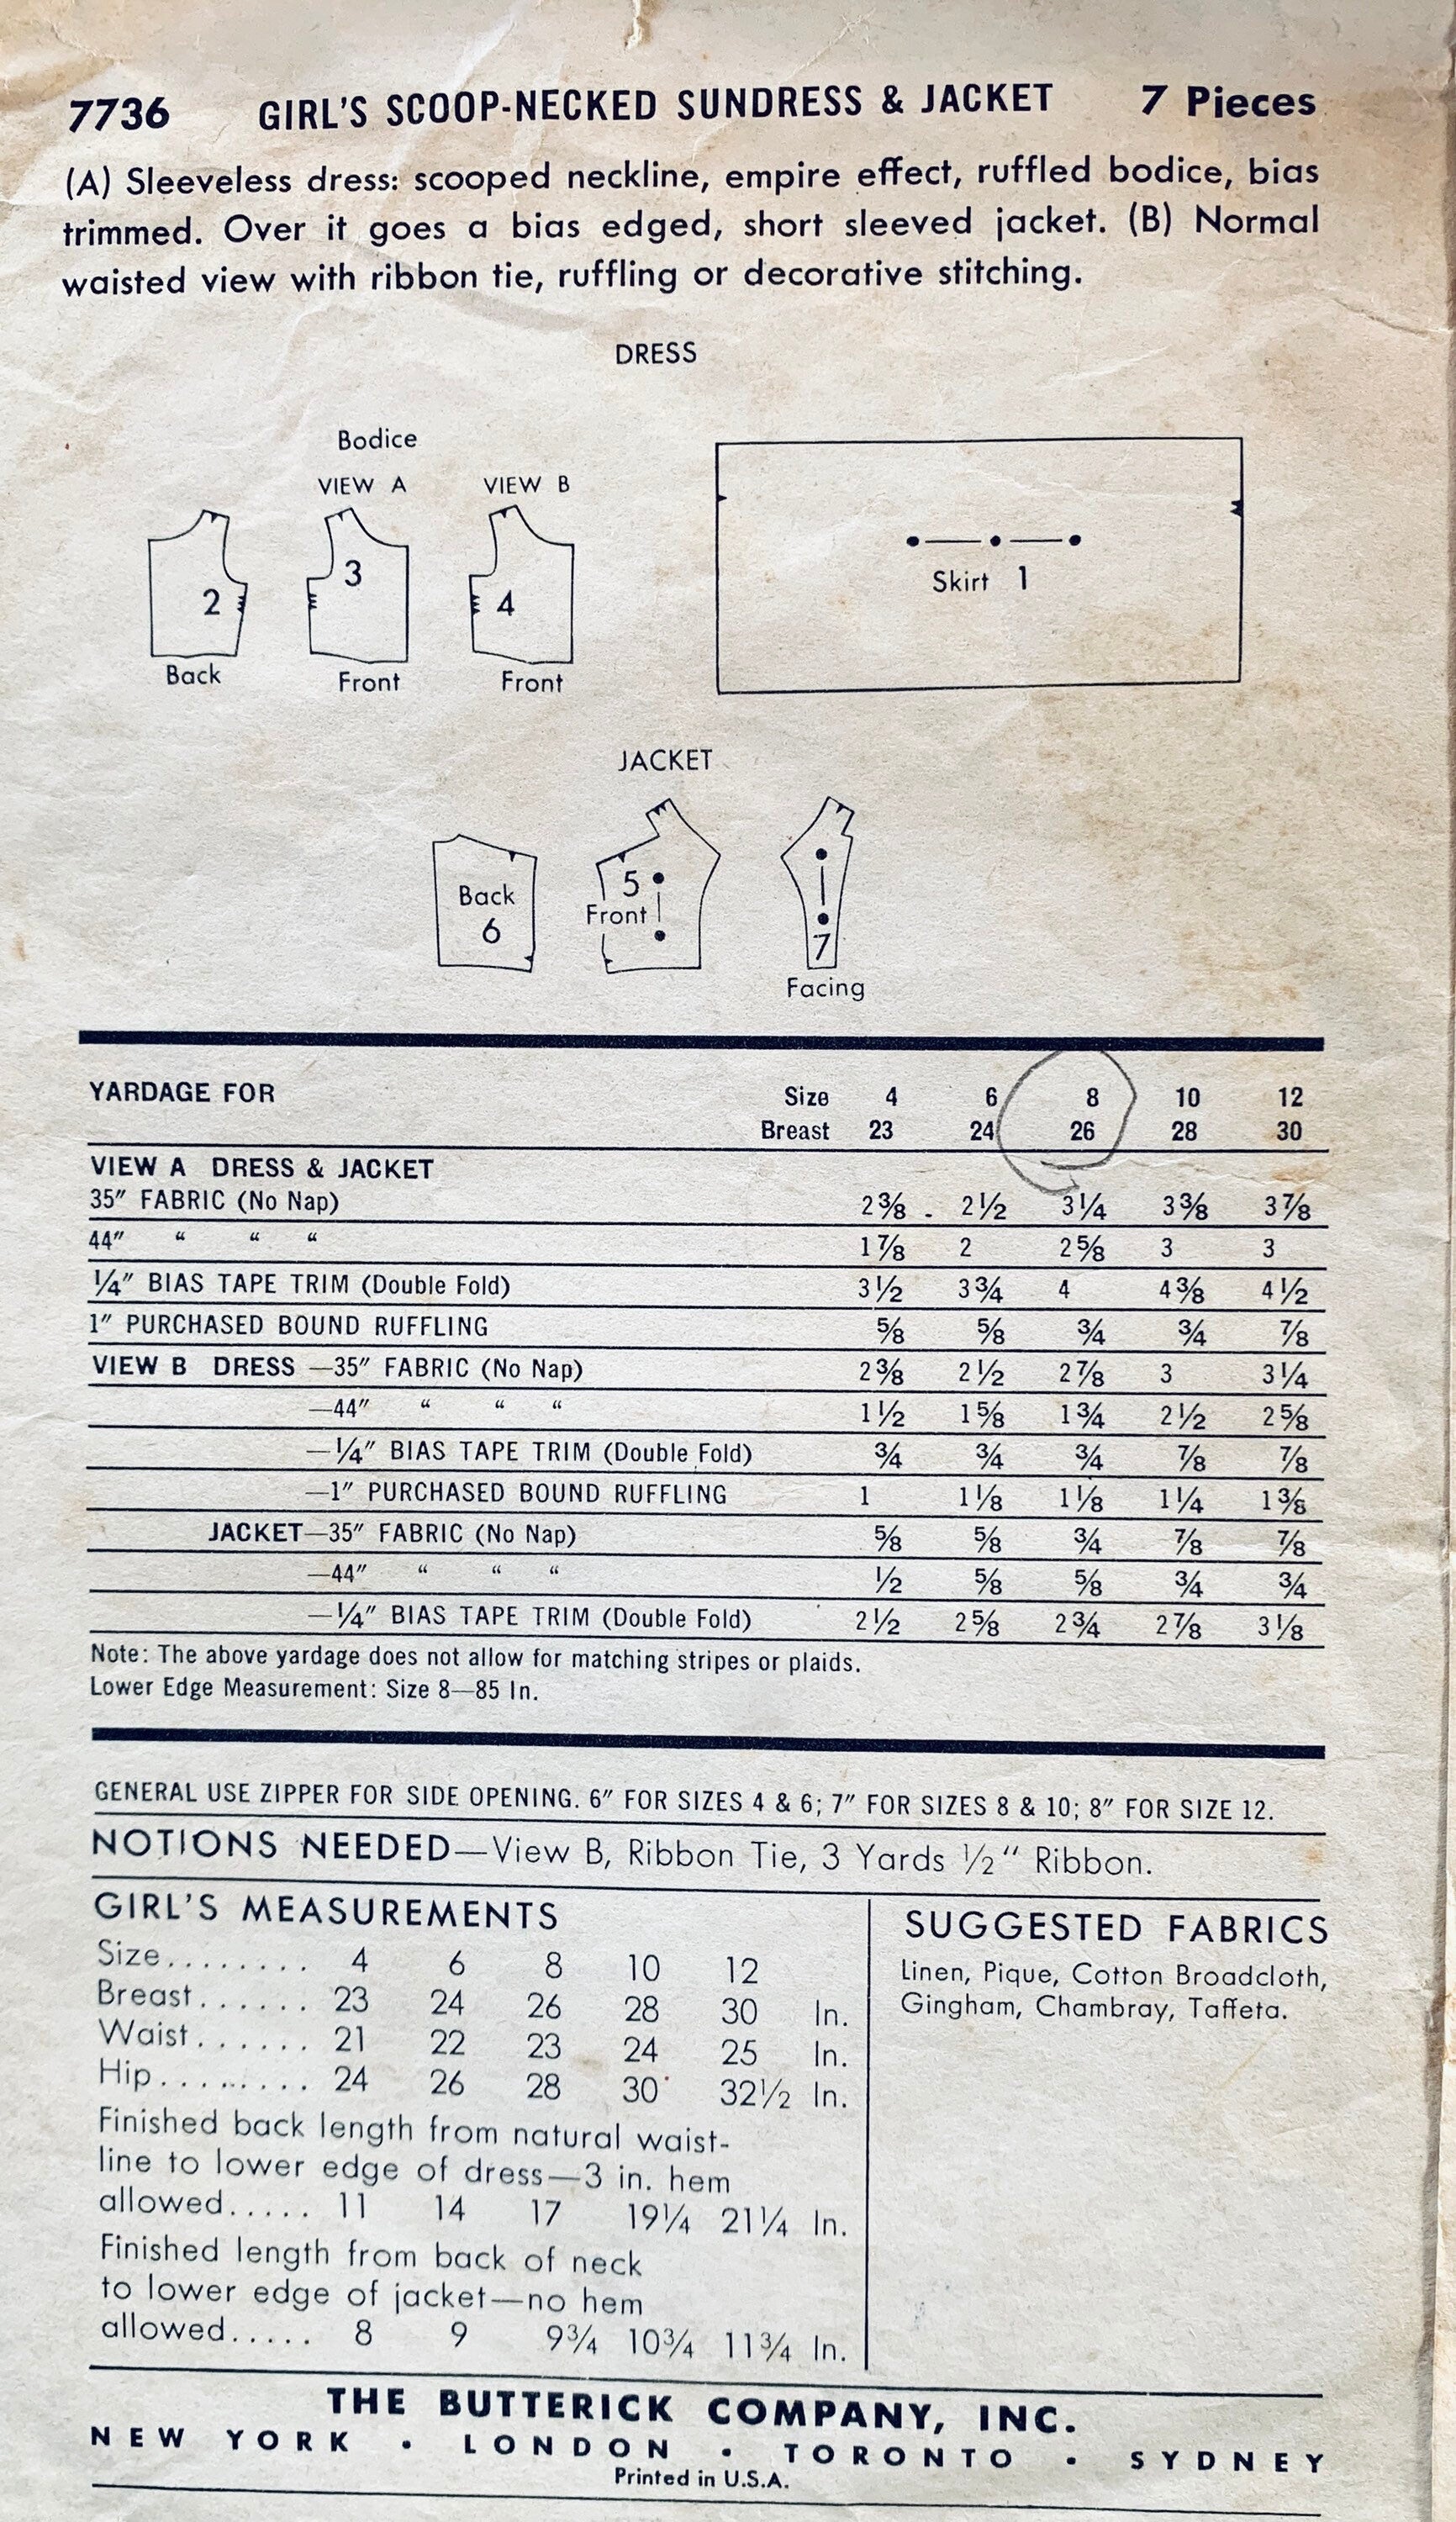 7736 GIRL'S SCOOP-NECKED SUNDRESS & JACKET 7 Pieces
(A) Sleeveless dress: scooped neckline, empire effect, ruffled bodice, bias
trimmed. Over it goes a bias edged, short sleeved jacket. (B) Normal
waisted view with ribbon tie, ruffling or decorative stitching.
DRESS
Bodice
VIEW A VIEW B
2 3 4
Back Front Front
Skirt 1
JACKET
Back 6
5 Front
7
Facing
YARDAGE FOR Size 4 6 8 10 12
Breast 23 24 26 28 30
VIEW A DRESS & JACKET
35" FABRIC (No Nap) 2⅜ 2½ 3¼ 3⅜ 3⅞
44" " " " 1⅞ 2 2⅝ 3 3
¼" BIAS TAPE TRIM (Double Fold) 3½ 3¾ 4 4⅜ 4½
1" PURCHASED BOUND RUFFLING ⅝ ⅝ ¾ ¾ ⅞
VIEW B DRESS —35" FABRIC (No Nap) 2⅜ 2½ 2⅞ 3 3¼
—44" " " " 1½ 1⅝ 1¾ 2½ 2⅝
—¼" BIAS TAPE TRIM (Double Fold) ¾ ¾ ¾ ⅞ ⅞
—1" PURCHASED BOUND RUFFLING 1 1⅛ 1⅛ 1¼ 1⅜
JACKET—35" FABRIC (No Nap) ⅝ ⅝ ¾ ⅞ ⅞
—44" " " " ½ ⅝ ⅝ ¾ ¾
—¼" BIAS TAPE TRIM (Double Fold) 2½ 2⅝ 2¾ 2⅞ 3⅛
Note: The above yardage does not allow for matching stripes or plaids.
Lower Edge Measurement: Size 8—85 In.
GENERAL USE ZIPPER FOR SIDE OPENING. 6" FOR SIZES 4 & 6; 7" FOR SIZES 8 & 10; 8" FOR SIZE 12.
NOTIONS NEEDED—View B, Ribbon Tie, 3 Yards ½" Ribbon.
GIRL'S MEASUREMENTS
Size........ 4 6 8 10 12
Breast...... 23 24 26 28 30 In.
Waist...... 21 22 23 24 25 In.
Hip......... 24 26 28 30 32½ In.
Finished back length from natural waist-
line to lower edge of dress—3 in. hem
allowed..... 11 14 17 19¼ 21¼ In.
Finished length from back of neck
to lower edge of jacket—no hem
allowed..... 8 9 9¾ 10¾ 11¾ In.
SUGGESTED FABRICS
Linen, Pique, Cotton Broadcloth,
Gingham, Chambray, Taffeta.
THE BUTTERICK COMPANY, INC.
NEW YORK • LONDON • TORONTO • SYDNEY
Printed in U.S.A.